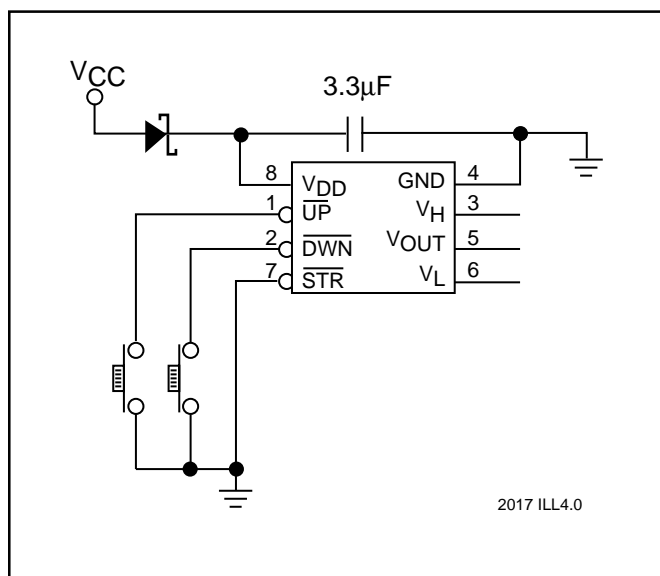 VCC
3.3μF
8 VDD GND 4
1 UP VH 3
2 DWN VOUT 5
7 STR VL 6
2017 ILL4.0